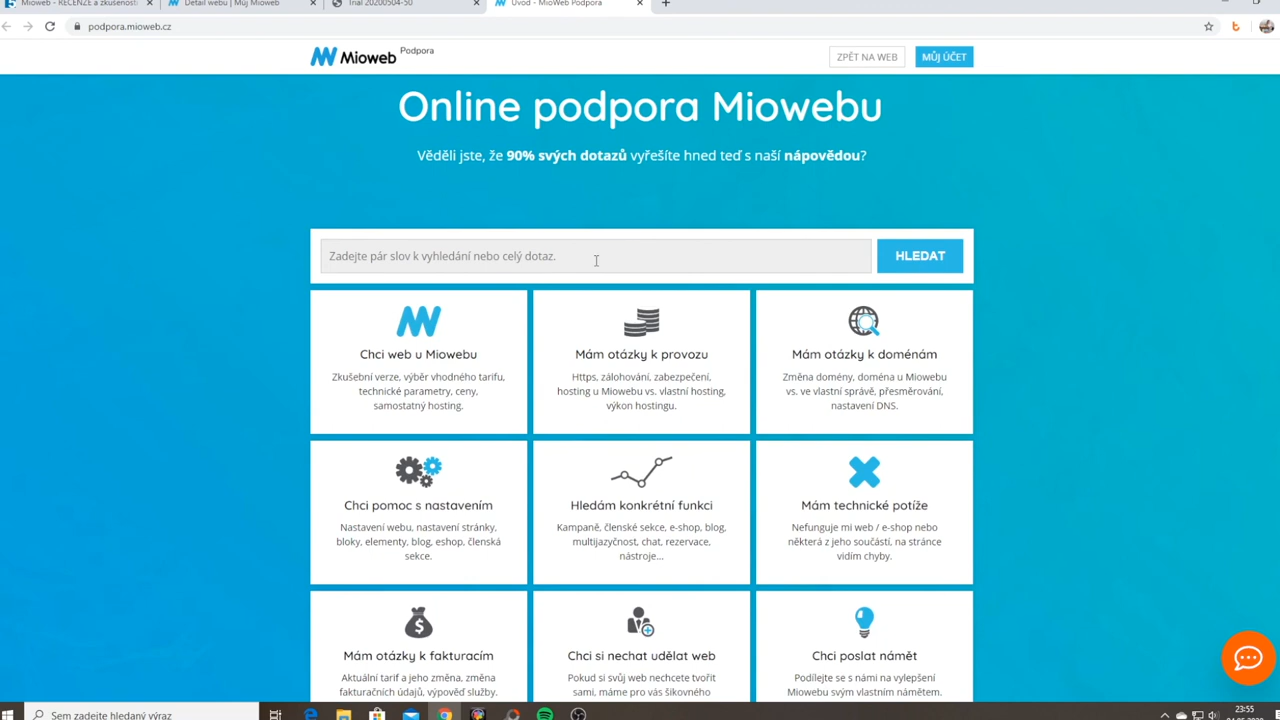 Mioweb - RECENZE a zkušenosti
Detail webu | Můj Mioweb
Trial 20200504-50
Úvod - MioWeb Podpora
podpora.mioweb.cz
Mioweb Podpora
ZPĚT NA WEB
MŮJ ÚČET
Online podpora Miowebu
Věděli jste, že 90% svých dotazů vyřešíte hned teď s naší nápovědou?
Zadejte pár slov k vyhledání nebo celý dotaz.
HLEDAT
Chci web u Miowebu
Zkušební verze, výběr vhodného tarifu,
technické parametry, ceny,
samostatný hosting.
Mám otázky k provozu
Https, zálohování, zabezpečení,
hosting u Miowebu vs. vlastní hosting,
výkon hostingu.
Mám otázky k doménám
Změna domény, doména u Miowebu
vs. ve vlastní správě, přesměrování,
nastavení DNS.
Chci pomoc s nastavením
Nastavení webu, nastavení stránky,
bloky, elementy, blog, eshop, členská
sekce.
Hledám konkrétní funkci
Kampaně, členské sekce, e-shop, blog,
multijazyčnost, chat, rezervace,
nástroje...
Mám technické potíže
Nefunguje mi web / e-shop nebo
některá z jeho součástí, na stránce
vidím chyby.
Mám otázky k fakturacím
Aktuální tarif a jeho změna, změna
fakturačních údajů, výpověď služby.
Chci si nechat udělat web
Pokud si svůj web nechcete tvořit
sami, máme pro vás šikovného
Chci poslat námět
Podílejte se s námi na vylepšení
Miowebu svým vlastním námětem.
Sem zadejte hledaný výraz
23:55